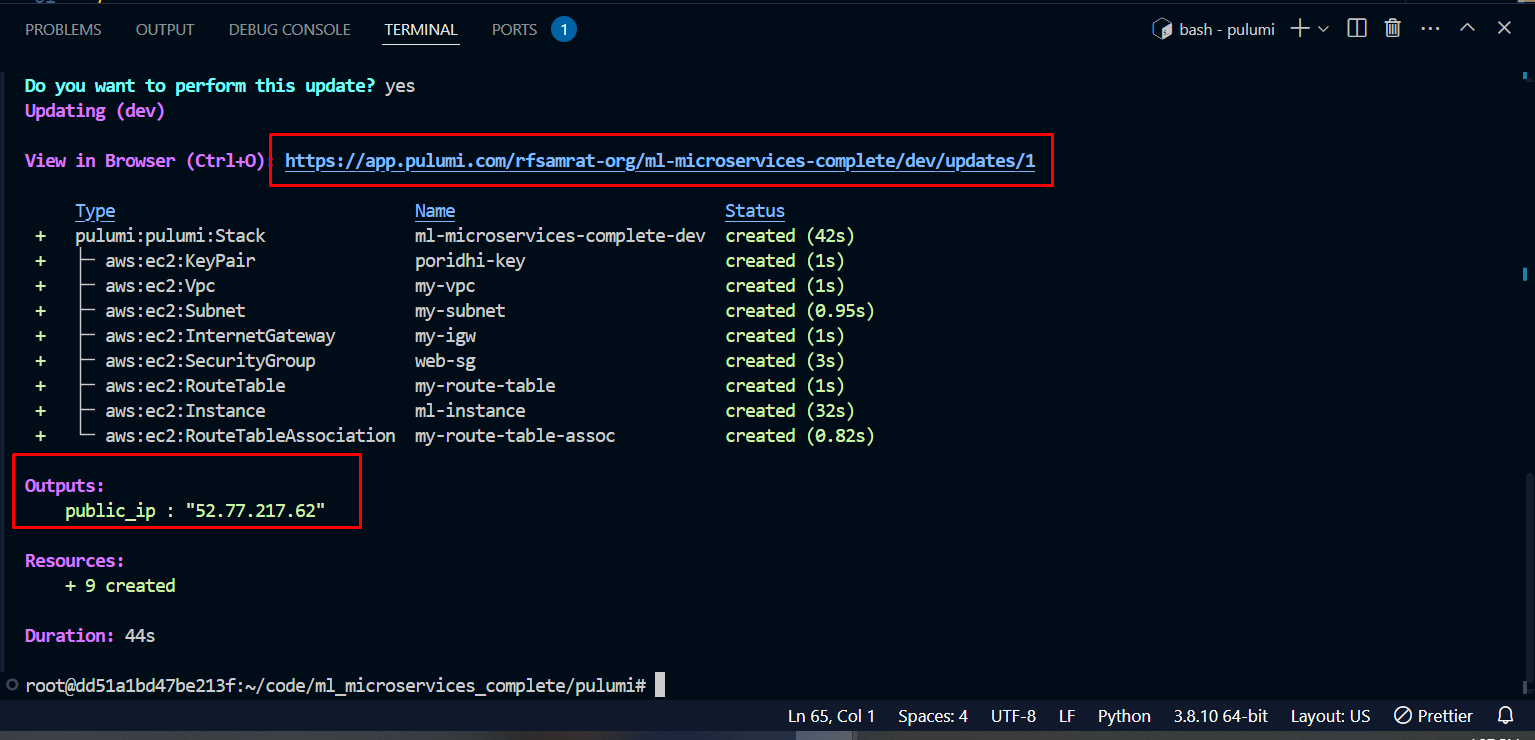 PROBLEMS OUTPUT DEBUG CONSOLE TERMINAL PORTS 1 bash - pulumi
Do you want to perform this update? yes
Updating (dev)
View in Browser (Ctrl+O): https://app.pulumi.com/rfsamrat-org/ml-microservices-complete/dev/updates/1
Type Name Status
+ pulumi:pulumi:Stack ml-microservices-complete-dev created (42s)
+ ├─ aws:ec2:KeyPair poridhi-key created (1s)
+ ├─ aws:ec2:Vpc my-vpc created (1s)
+ ├─ aws:ec2:Subnet my-subnet created (0.95s)
+ ├─ aws:ec2:InternetGateway my-igw created (1s)
+ ├─ aws:ec2:SecurityGroup web-sg created (3s)
+ ├─ aws:ec2:RouteTable my-route-table created (1s)
+ ├─ aws:ec2:Instance ml-instance created (32s)
+ └─ aws:ec2:RouteTableAssociation my-route-table-assoc created (0.82s)
Outputs:
public_ip : "52.77.217.62"
Resources:
+ 9 created
Duration: 44s
root@dd51a1bd47be213f:~/code/ml_microservices_complete/pulumi#
Ln 65, Col 1 Spaces: 4 UTF-8 LF Python 3.8.10 64-bit Layout: US Prettier